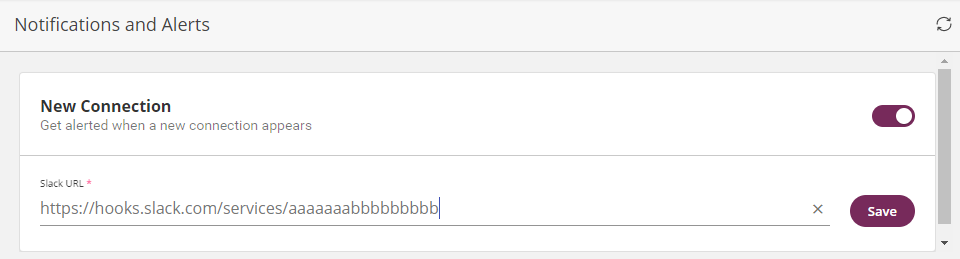 Notifications and Alerts
New Connection
Get alerted when a new connection appears
Slack URL *
https://hooks.slack.com/services/aaaaaaabbbbbbbbb
Save